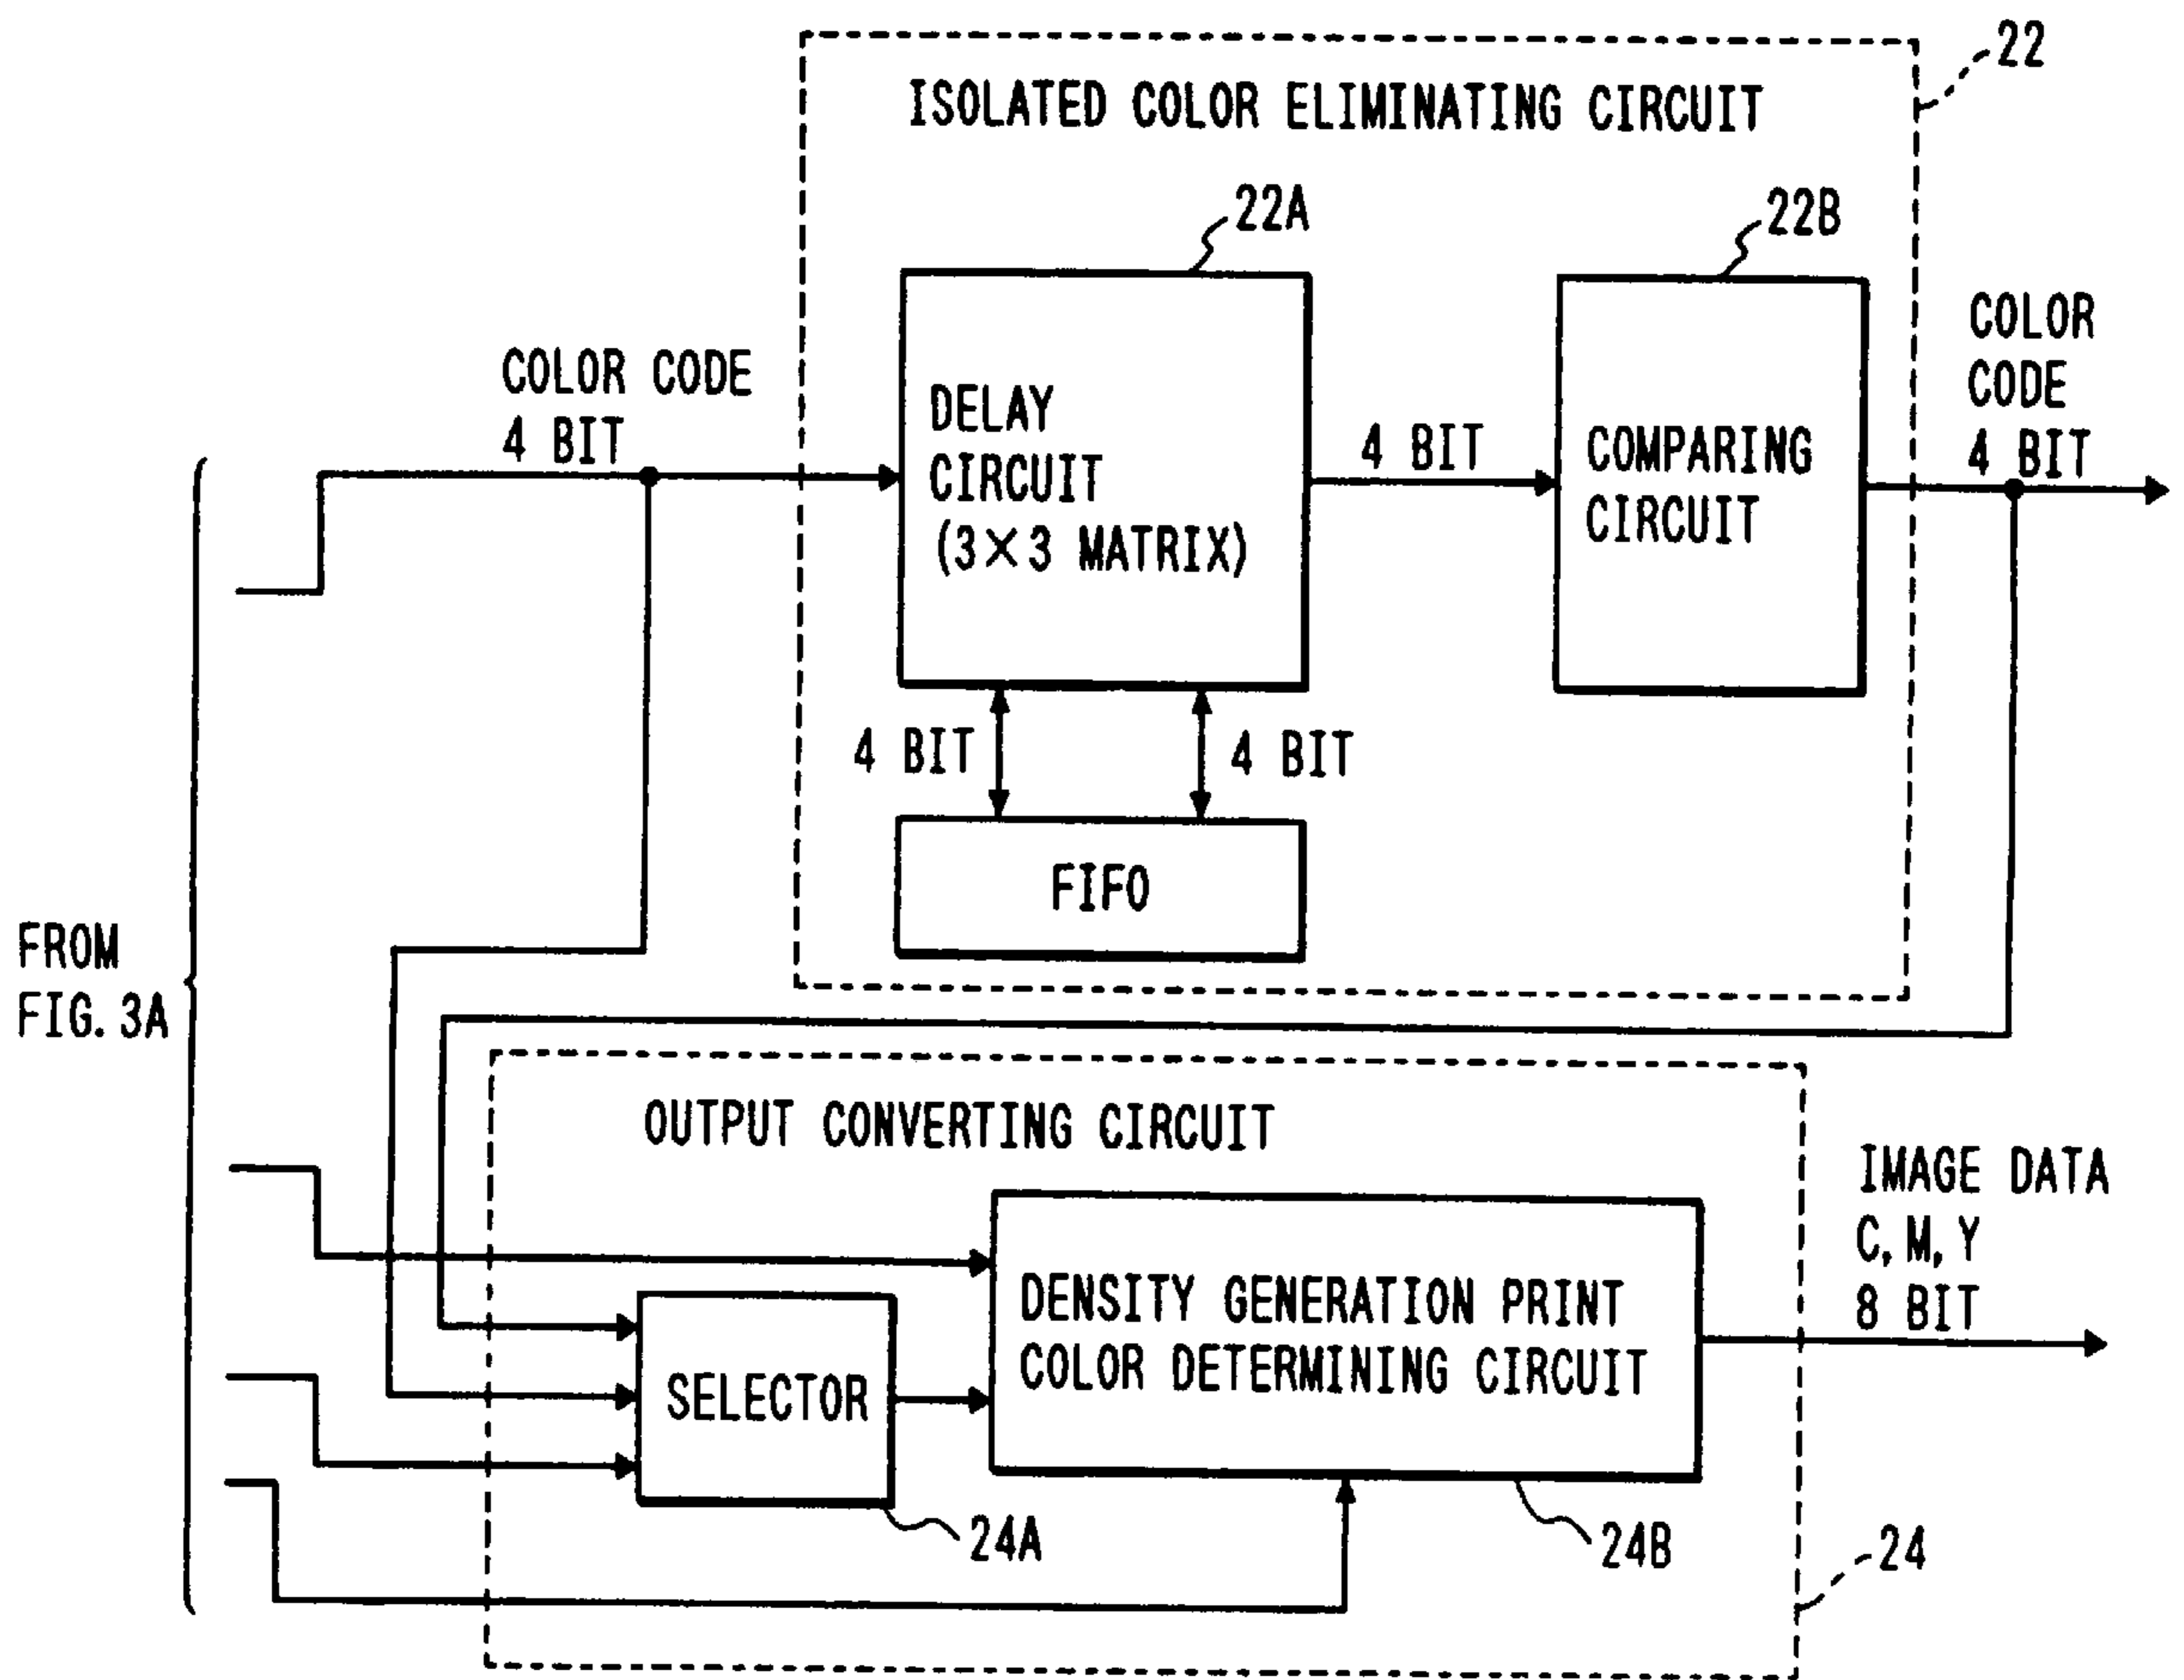 22
ISOLATED COLOR ELIMINATING CIRCUIT
22A
22B
COLOR CODE
4 BIT
DELAY
CIRCUIT
(3×3 MATRIX)
4 BIT
COMPARING
CIRCUIT
COLOR
CODE
4 BIT
4 BIT
4 BIT
FIFO
FROM
FIG. 3A
OUTPUT CONVERTING CIRCUIT
IMAGE DATA
C, M, Y
8 BIT
DENSITY GENERATION PRINT
COLOR DETERMINING CIRCUIT
SELECTOR
24A
24B
24